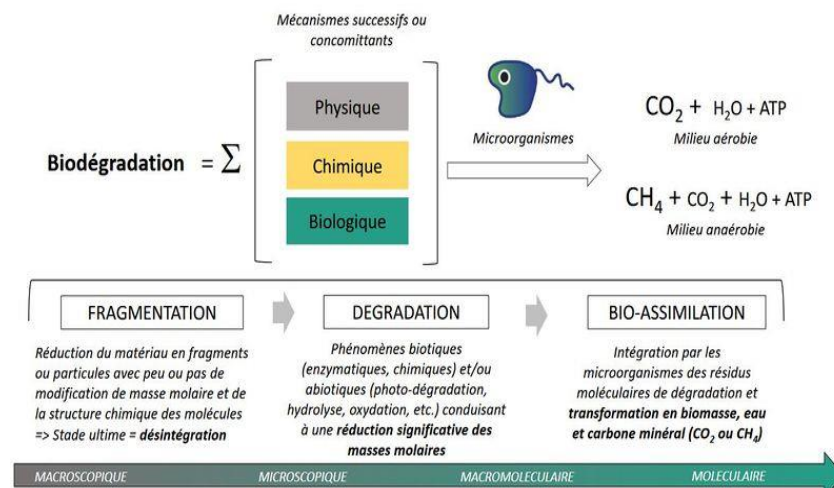 Mécanismes successifs ou
concomittants
Physique
Chimique
Biologique
Biodégradation = Σ
Microorganismes
CO₂ + H₂O + ATP
Milieu aérobie
CH₄ + CO₂ + H₂O + ATP
Milieu anaérobie
FRAGMENTATION
Réduction du matériau en fragments
ou particules avec peu ou pas de
modification de masse molaire et de
la structure chimique des molécules
=> Stade ultime = désintégration
DEGRADATION
Phénomènes biotiques
(enzymatiques, chimiques) et/ou
abiotiques (photo-dégradation,
hydrolyse, oxydation, etc.) conduisant
à une réduction significative des
masses molaires
BIO-ASSIMILATION
Intégration par les
microorganismes des résidus
moléculaires de dégradation et
transformation en biomasse, eau
et carbone minéral (CO₂ ou CH₄)
MACROSCOPIQUE
MICROSCOPIQUE
MACROMOLECULAIRE
MOLECULAIRE